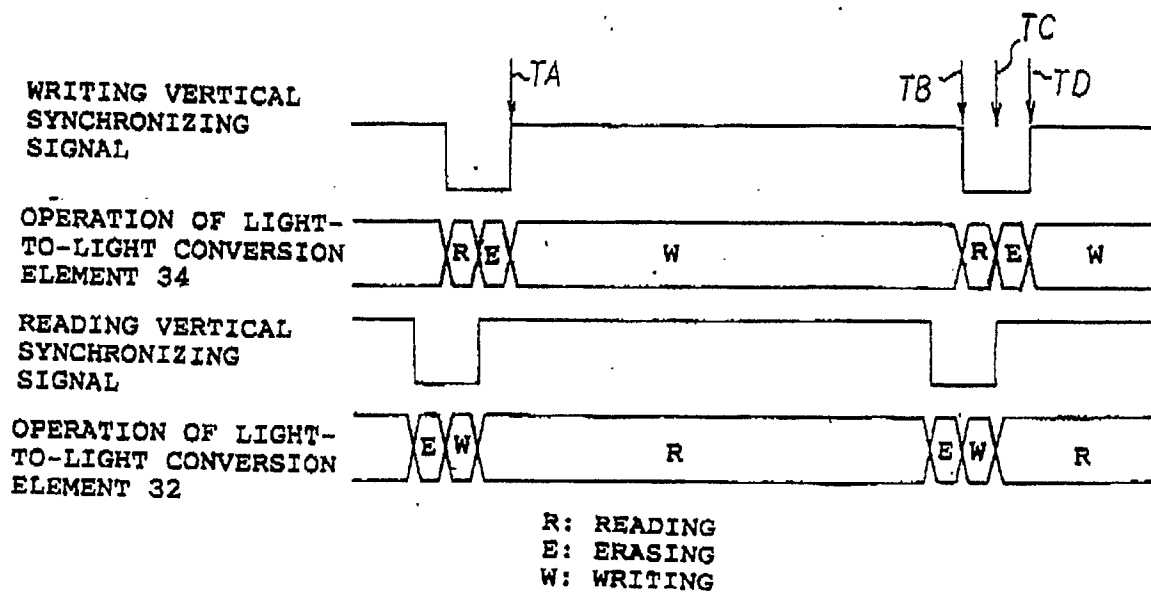 TA
TB
TC
TD
WRITING VERTICAL
SYNCHRONIZING
SIGNAL
OPERATION OF LIGHT-
TO-LIGHT CONVERSION
ELEMENT 34
R E W R E W
READING VERTICAL
SYNCHRONIZING
SIGNAL
OPERATION OF LIGHT-
TO-LIGHT CONVERSION
ELEMENT 32
E W R E W R
R: READING
E: ERASING
W: WRITING